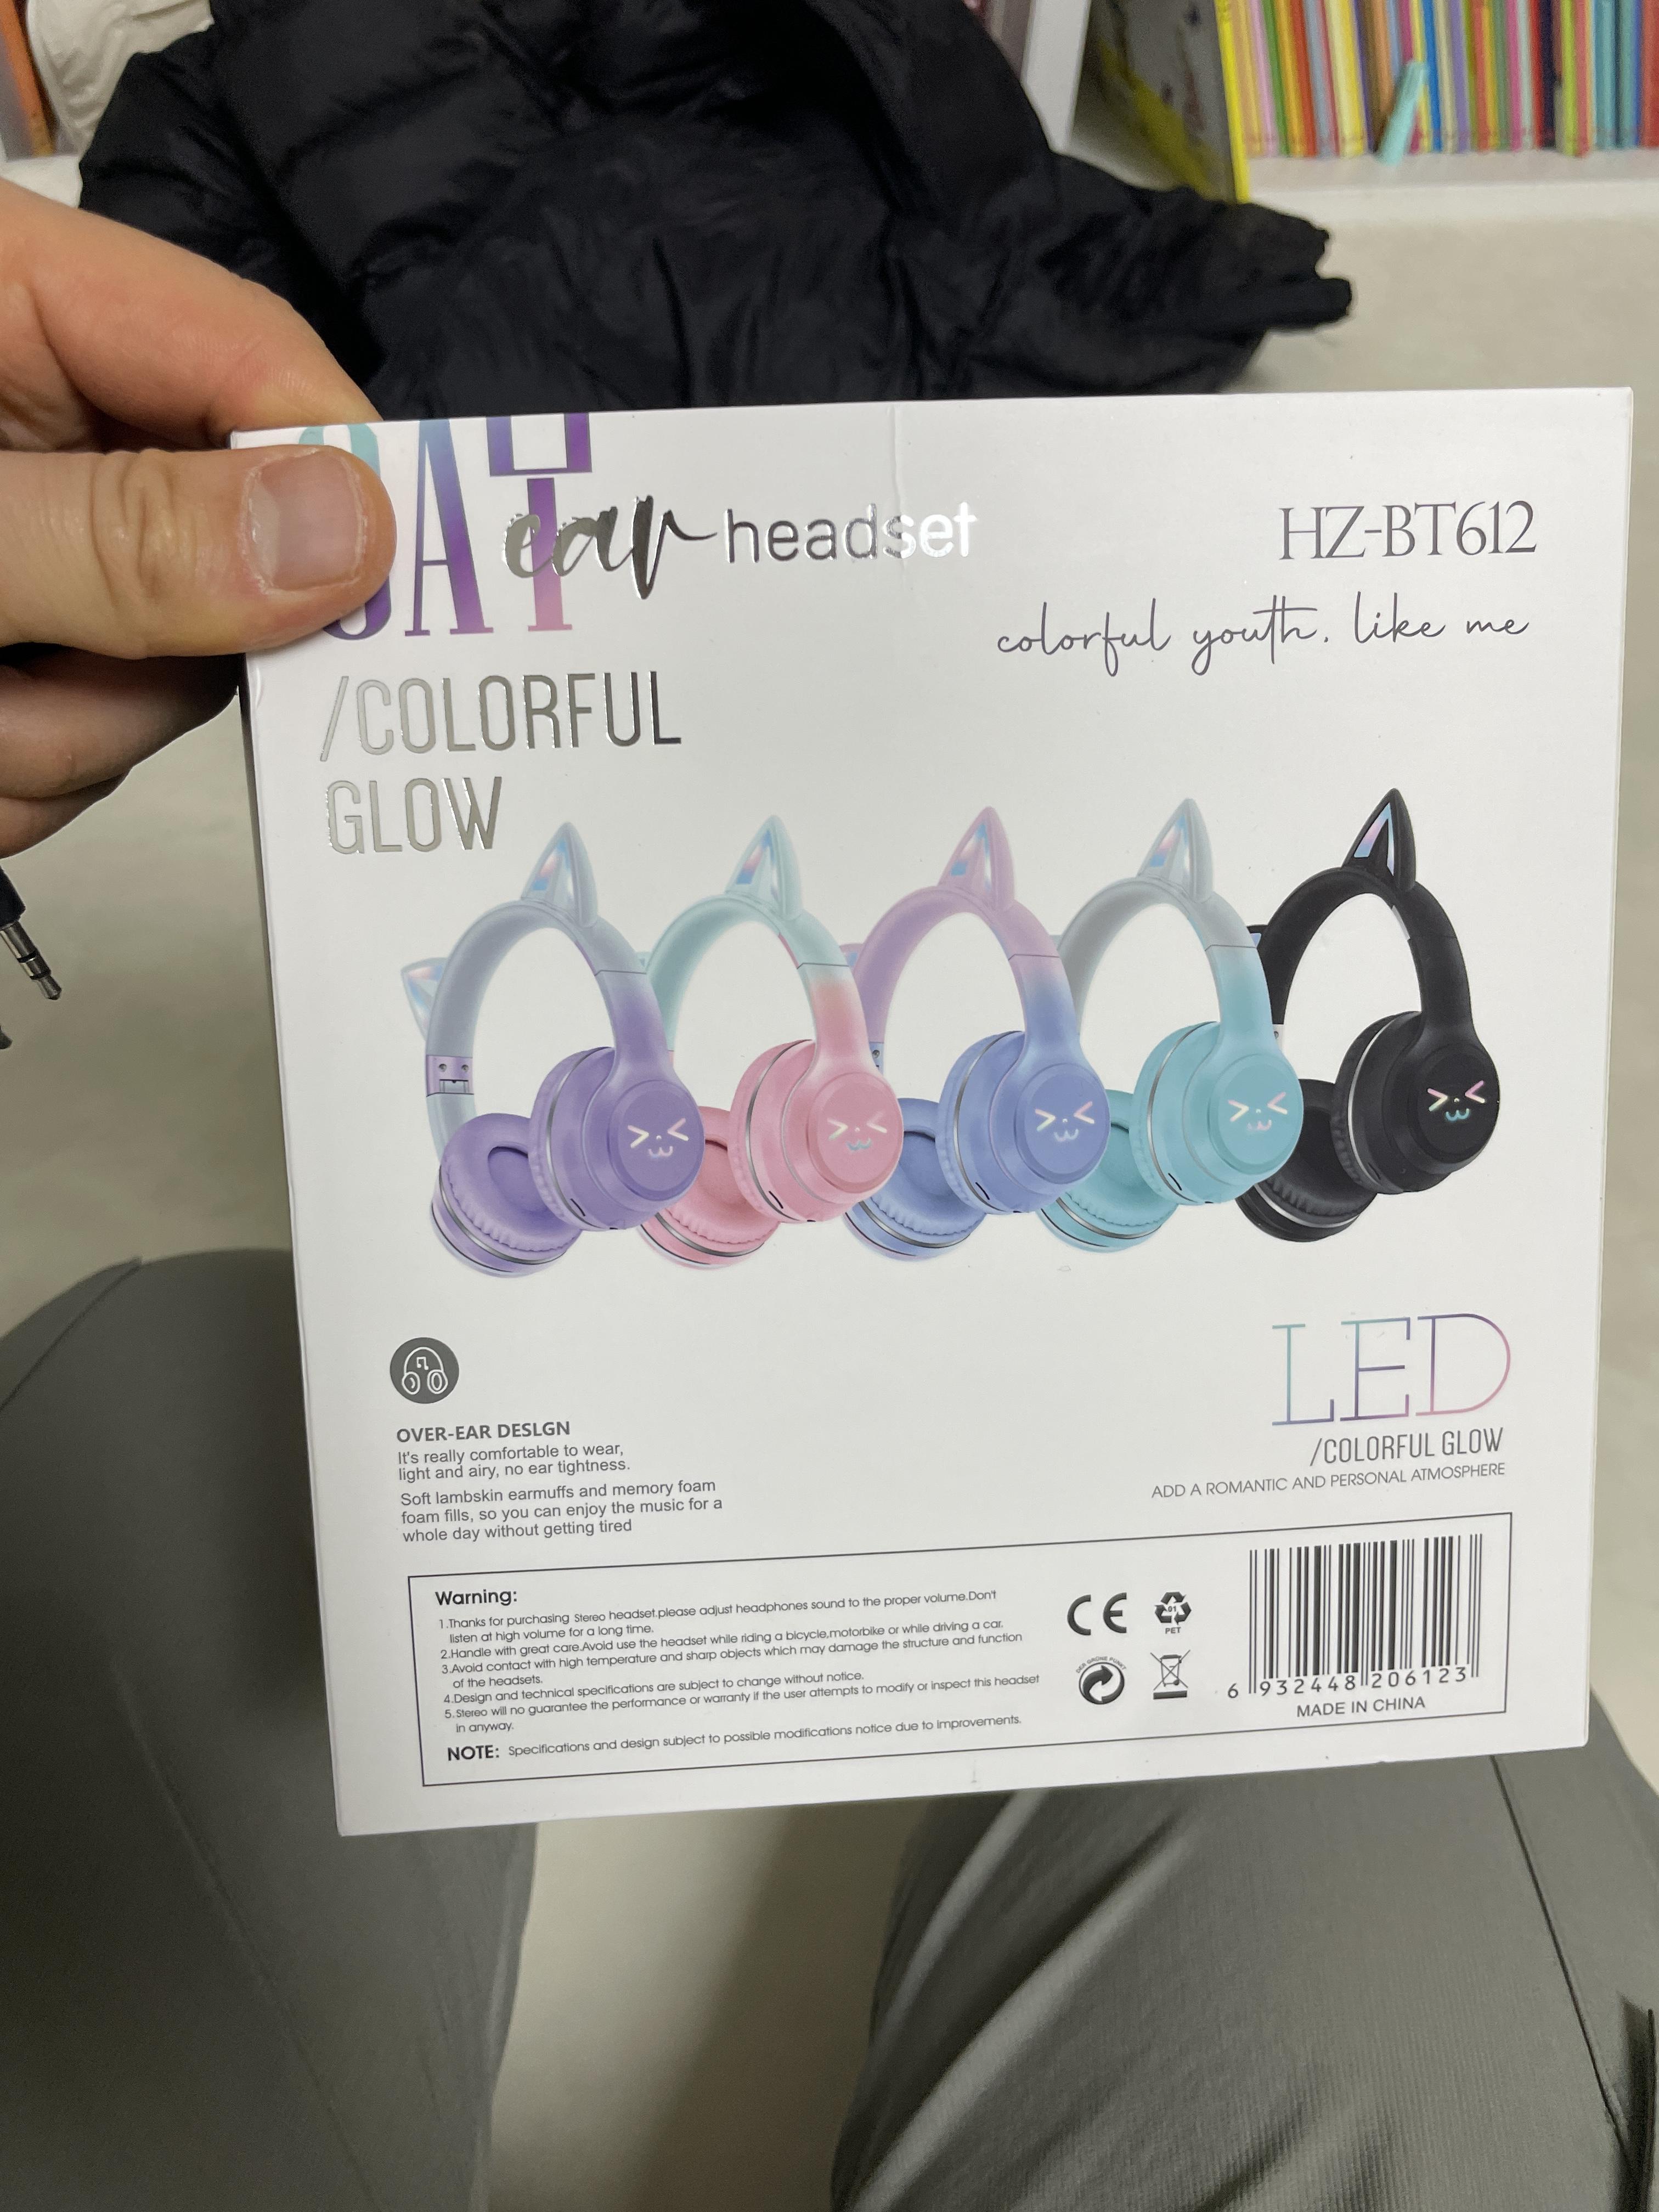 CAT ear headset
HZ-BT612
colorful youth. like me
/COLORFUL
GLOW
OVER-EAR DESLGN
It's really comfortable to wear,
light and airy, no ear tightness.
Soft lambskin earmuffs and memory foam
foam fills, so you can enjoy the music for a
whole day without getting tired
LED
/COLORFUL GLOW
ADD A ROMANTIC AND PERSONAL ATMOSPHERE
Warning:
1.Thanks for purchasing Stereo headset.please adjust headphones sound to the proper volume.Don't
listen at high volume for a long time.
2.Handle with great care.Avoid use the headset while riding a bicycle,motorbike or while driving a car.
3.Avoid contact with high temperature and sharp objects which may damage the structure and function
of the headsets.
4.Design and technical specifications are subject to change without notice.
5.Stereo will no guarantee the performance or warranty if the user attempts to modify or inspect this headset
in anyway.
NOTE: Specifications and design subject to possible modifications notice due to improvements.
CE
01
PET
DER GRÜNE PUNKT
6 932448 206123
MADE IN CHINA